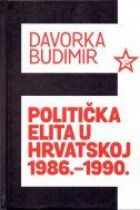 DAVORKA
BUDIMIR
POLITIČKA
ELITA U
HRVATSKOJ
1986.–1990.